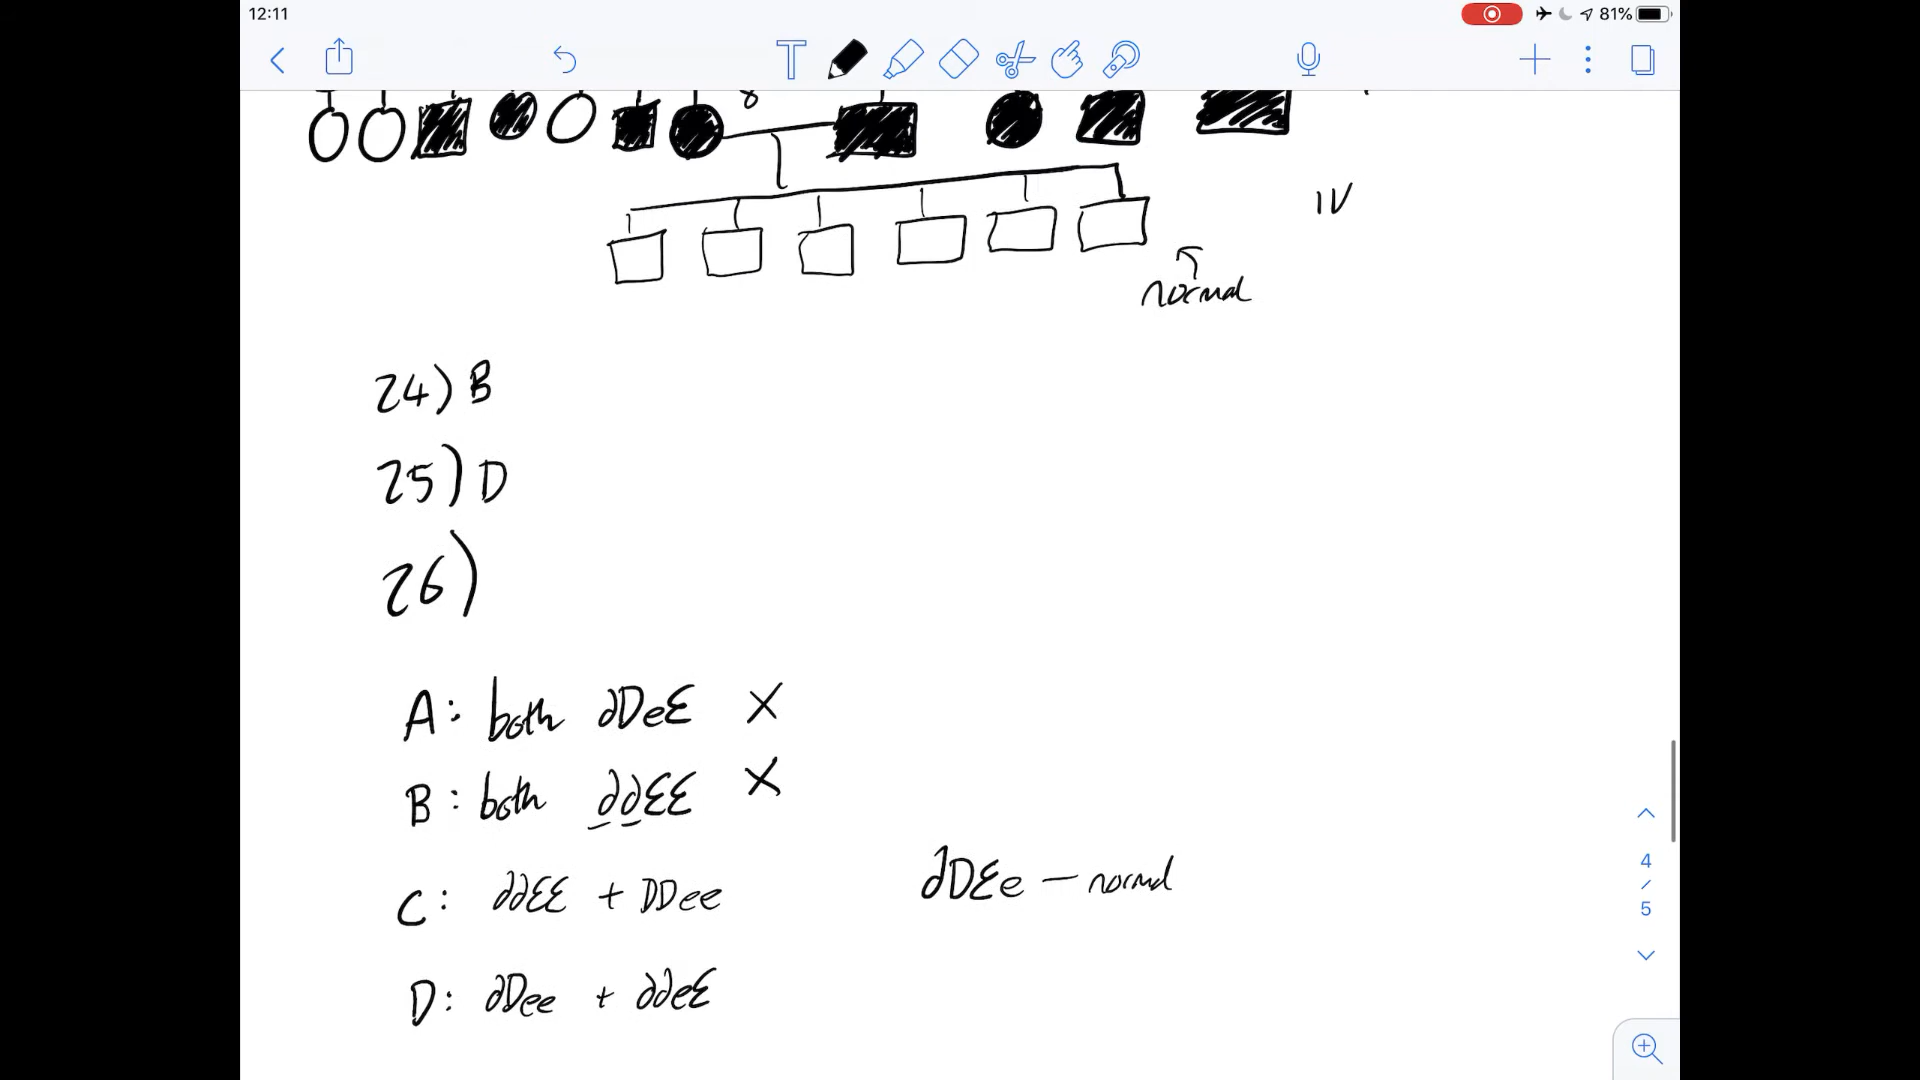 12:11
81%
T
8
IV
normal
24) B
25) D
26)
A: both dDeE X
B: both ddEE X
C: ddEE + DDee
dDEe — normal
D: dDee + ddeE
4
/
5